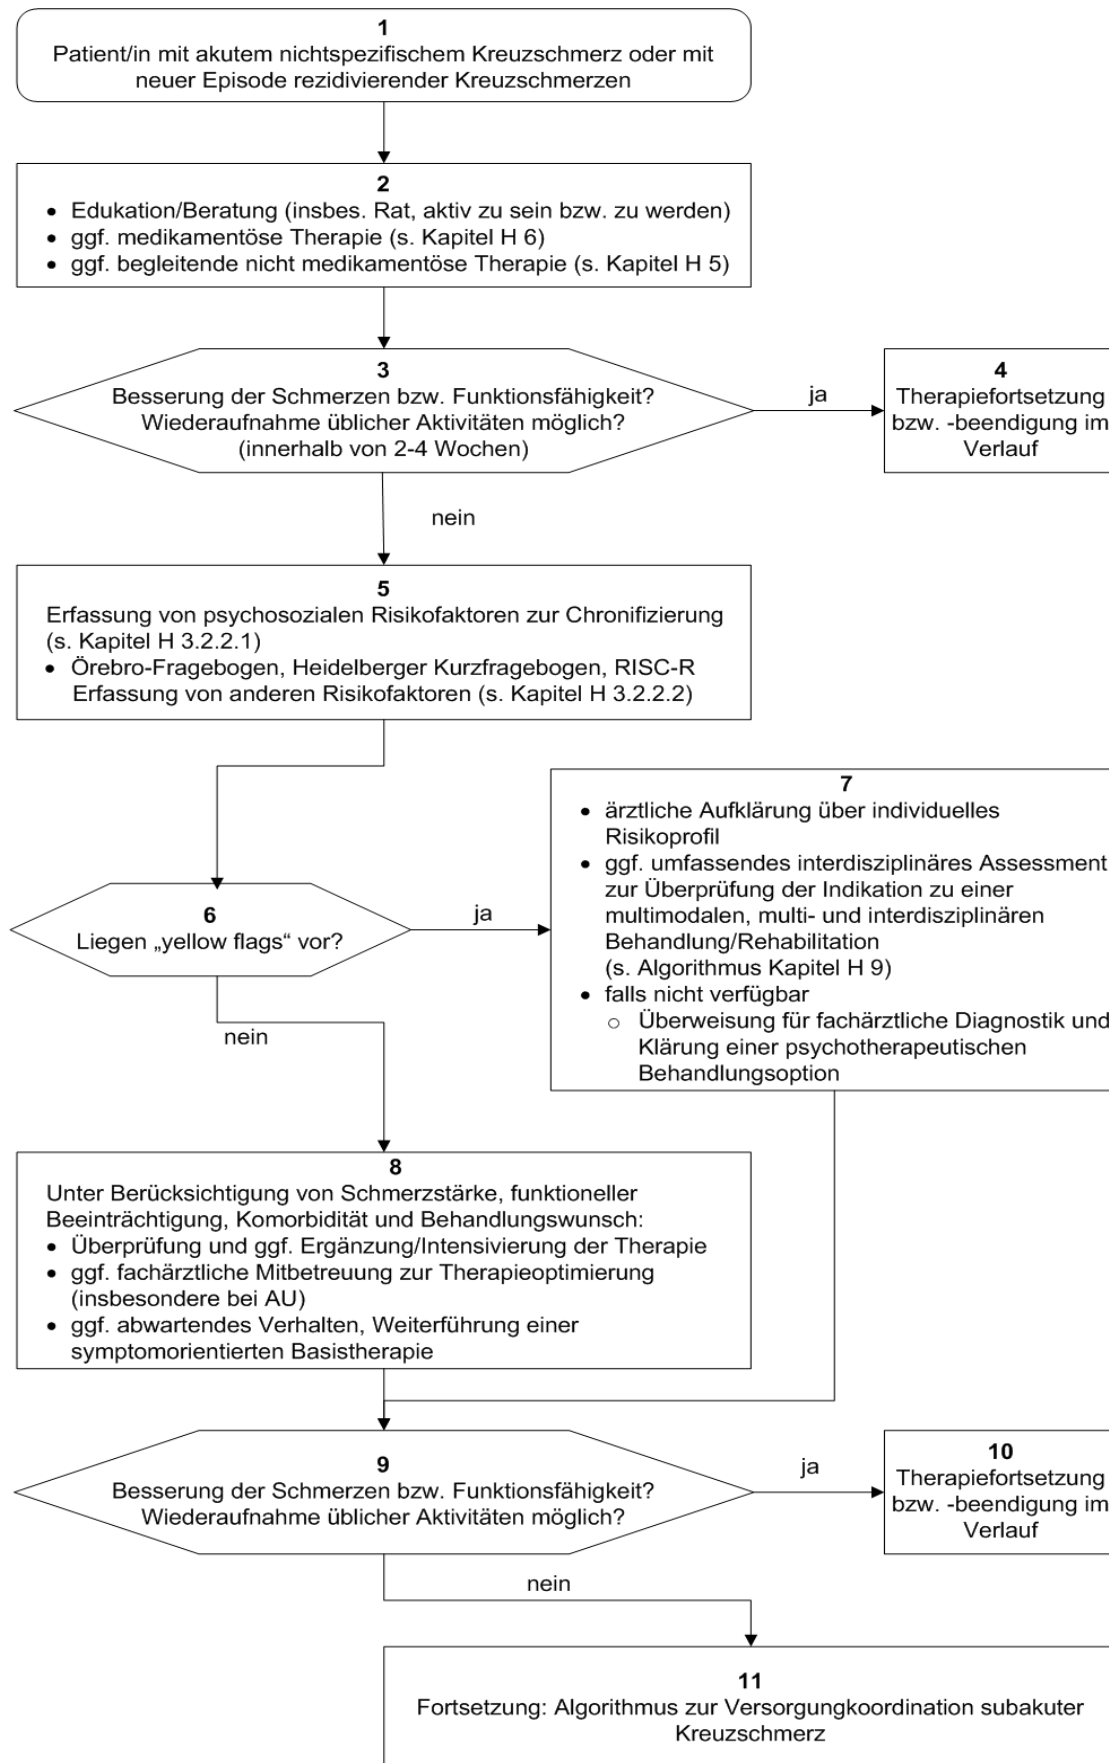 1
Patient/in mit akutem nichtspezifischem Kreuzschmerz oder mit
neuer Episode rezidivierender Kreuzschmerzen
2
• Edukation/Beratung (insbes. Rat, aktiv zu sein bzw. zu werden)
• ggf. medikamentöse Therapie (s. Kapitel H 6)
• ggf. begleitende nicht medikamentöse Therapie (s. Kapitel H 5)
3
Besserung der Schmerzen bzw. Funktionsfähigkeit?
Wiederaufnahme üblicher Aktivitäten möglich?
(innerhalb von 2-4 Wochen)
ja
4
Therapiefortsetzung
bzw. -beendigung im
Verlauf
nein
5
Erfassung von psychosozialen Risikofaktoren zur Chronifizierung
(s. Kapitel H 3.2.2.1)
• Örebro-Fragebogen, Heidelberger Kurzfragebogen, RISC-R
Erfassung von anderen Risikofaktoren (s. Kapitel H 3.2.2.2)
6
Liegen „yellow flags“ vor?
ja
7
• ärztliche Aufklärung über individuelles
Risikoprofil
• ggf. umfassendes interdisziplinäres Assessment
zur Überprüfung der Indikation zu einer
multimodalen, multi- und interdisziplinären
Behandlung/Rehabilitation
(s. Algorithmus Kapitel H 9)
• falls nicht verfügbar
o Überweisung für fachärztliche Diagnostik und
Klärung einer psychotherapeutischen
Behandlungsoption
nein
8
Unter Berücksichtigung von Schmerzstärke, funktioneller
Beeinträchtigung, Komorbidität und Behandlungswunsch:
• Überprüfung und ggf. Ergänzung/Intensivierung der Therapie
• ggf. fachärztliche Mitbetreuung zur Therapieoptimierung
(insbesondere bei AU)
• ggf. abwartendes Verhalten, Weiterführung einer
symptomorientierten Basistherapie
9
Besserung der Schmerzen bzw. Funktionsfähigkeit?
Wiederaufnahme üblicher Aktivitäten möglich?
ja
10
Therapiefortsetzung
bzw. -beendigung im
Verlauf
nein
11
Fortsetzung: Algorithmus zur Versorgungkoordination subakuter
Kreuzschmerz